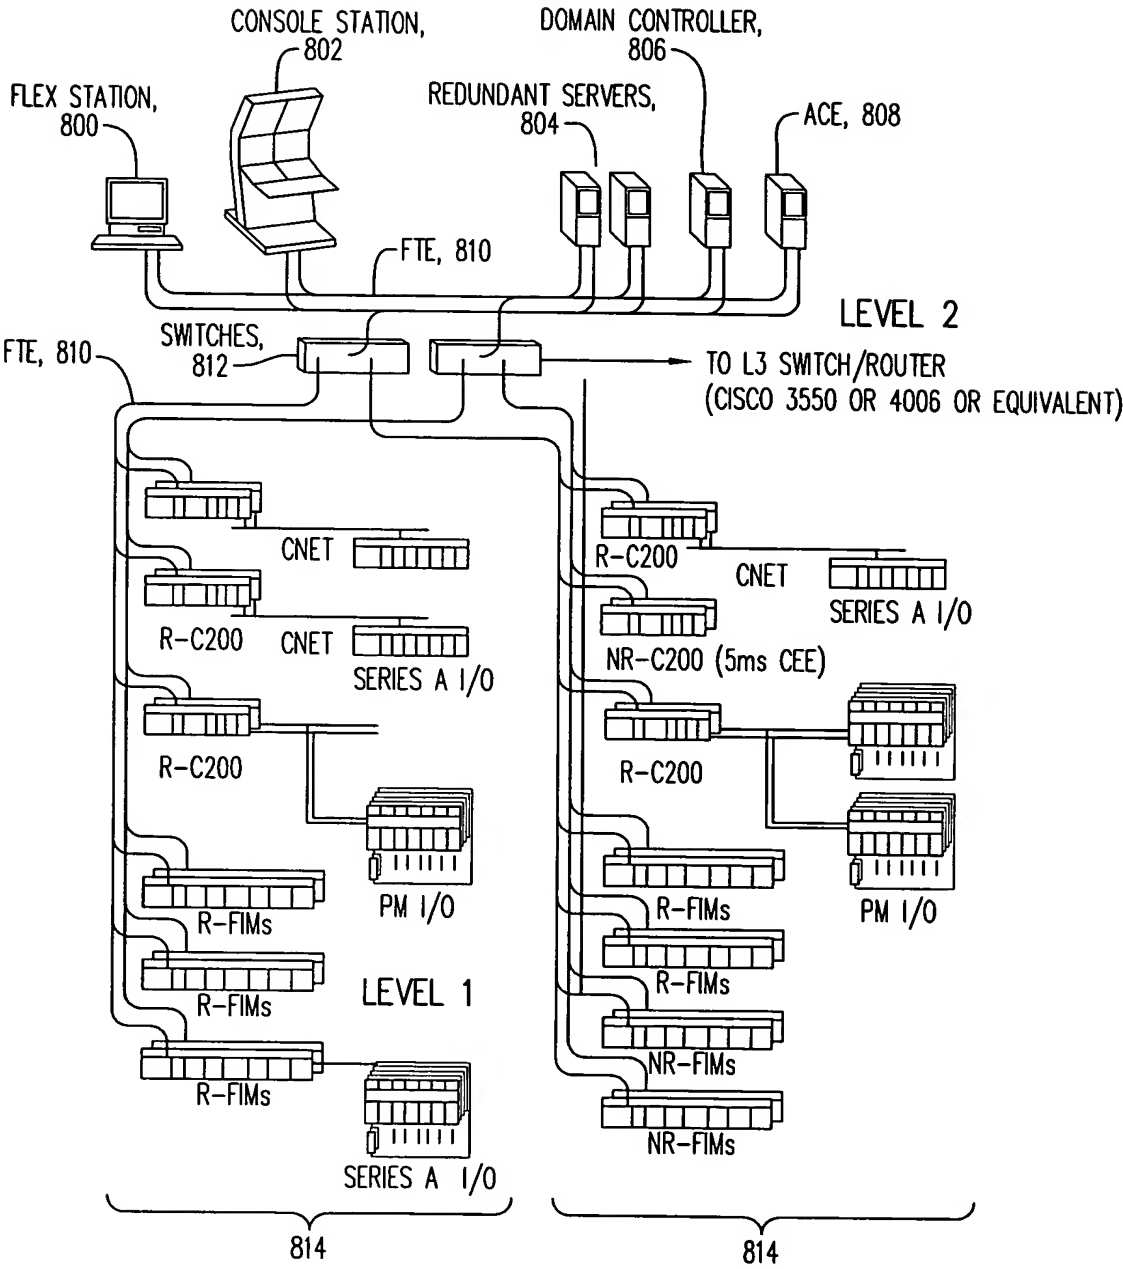 CONSOLE STATION,
802
DOMAIN CONTROLLER,
806
FLEX STATION,
800
REDUNDANT SERVERS,
804
ACE, 808
FTE, 810
LEVEL 2
SWITCHES,
812
FTE, 810
TO L3 SWITCH/ROUTER
(CISCO 3550 OR 4006 OR EQUIVALENT)
CNET
R-C200
CNET
SERIES A I/O
R-C200
PM I/O
R-FIMs
R-FIMs
LEVEL 1
R-FIMs
SERIES A I/O
814
R-C200
CNET
SERIES A I/O
NR-C200 (5ms CEE)
R-C200
R-FIMs
PM I/O
R-FIMs
NR-FIMs
NR-FIMs
814